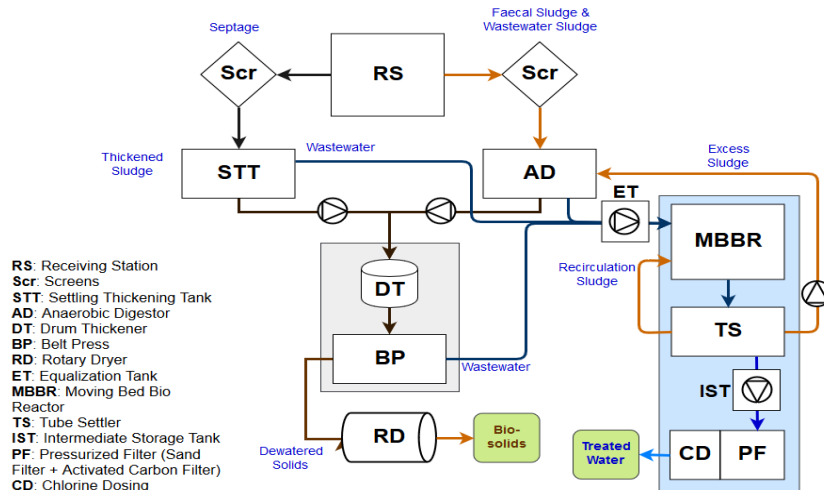 Septage
Faecal Sludge &
Wastewater Sludge
Scr
RS
Scr
Thickened
Sludge
STT
Wastewater
AD
Excess
Sludge
ET
MBBR
Recirculation
Sludge
DT
TS
BP
Wastewater
IST
RD
Bio-
solids
Dewatered
Solids
Treated
Water
CD
PF
RS: Receiving Station
Scr: Screens
STT: Settling Thickening Tank
AD: Anaerobic Digestor
DT: Drum Thickener
BP: Belt Press
RD: Rotary Dryer
ET: Equalization Tank
MBBR: Moving Bed Bio
Reactor
TS: Tube Settler
IST: Intermediate Storage Tank
PF: Pressurized Filter (Sand
Filter + Activated Carbon Filter)
CD: Chlorine Dosing